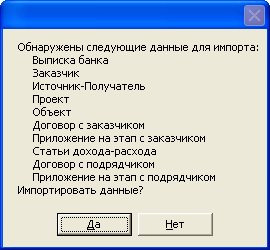 Обнаружены следующие данные для импорта:
Выписка банка
Заказчик
Источник-Получатель
Проект
Объект
Договор с заказчиком
Приложение на этап с заказчиком
Статьи дохода-расхода
Договор с подрядчиком
Приложение на этап с подрядчиком
Импортировать данные?
Да
Нет